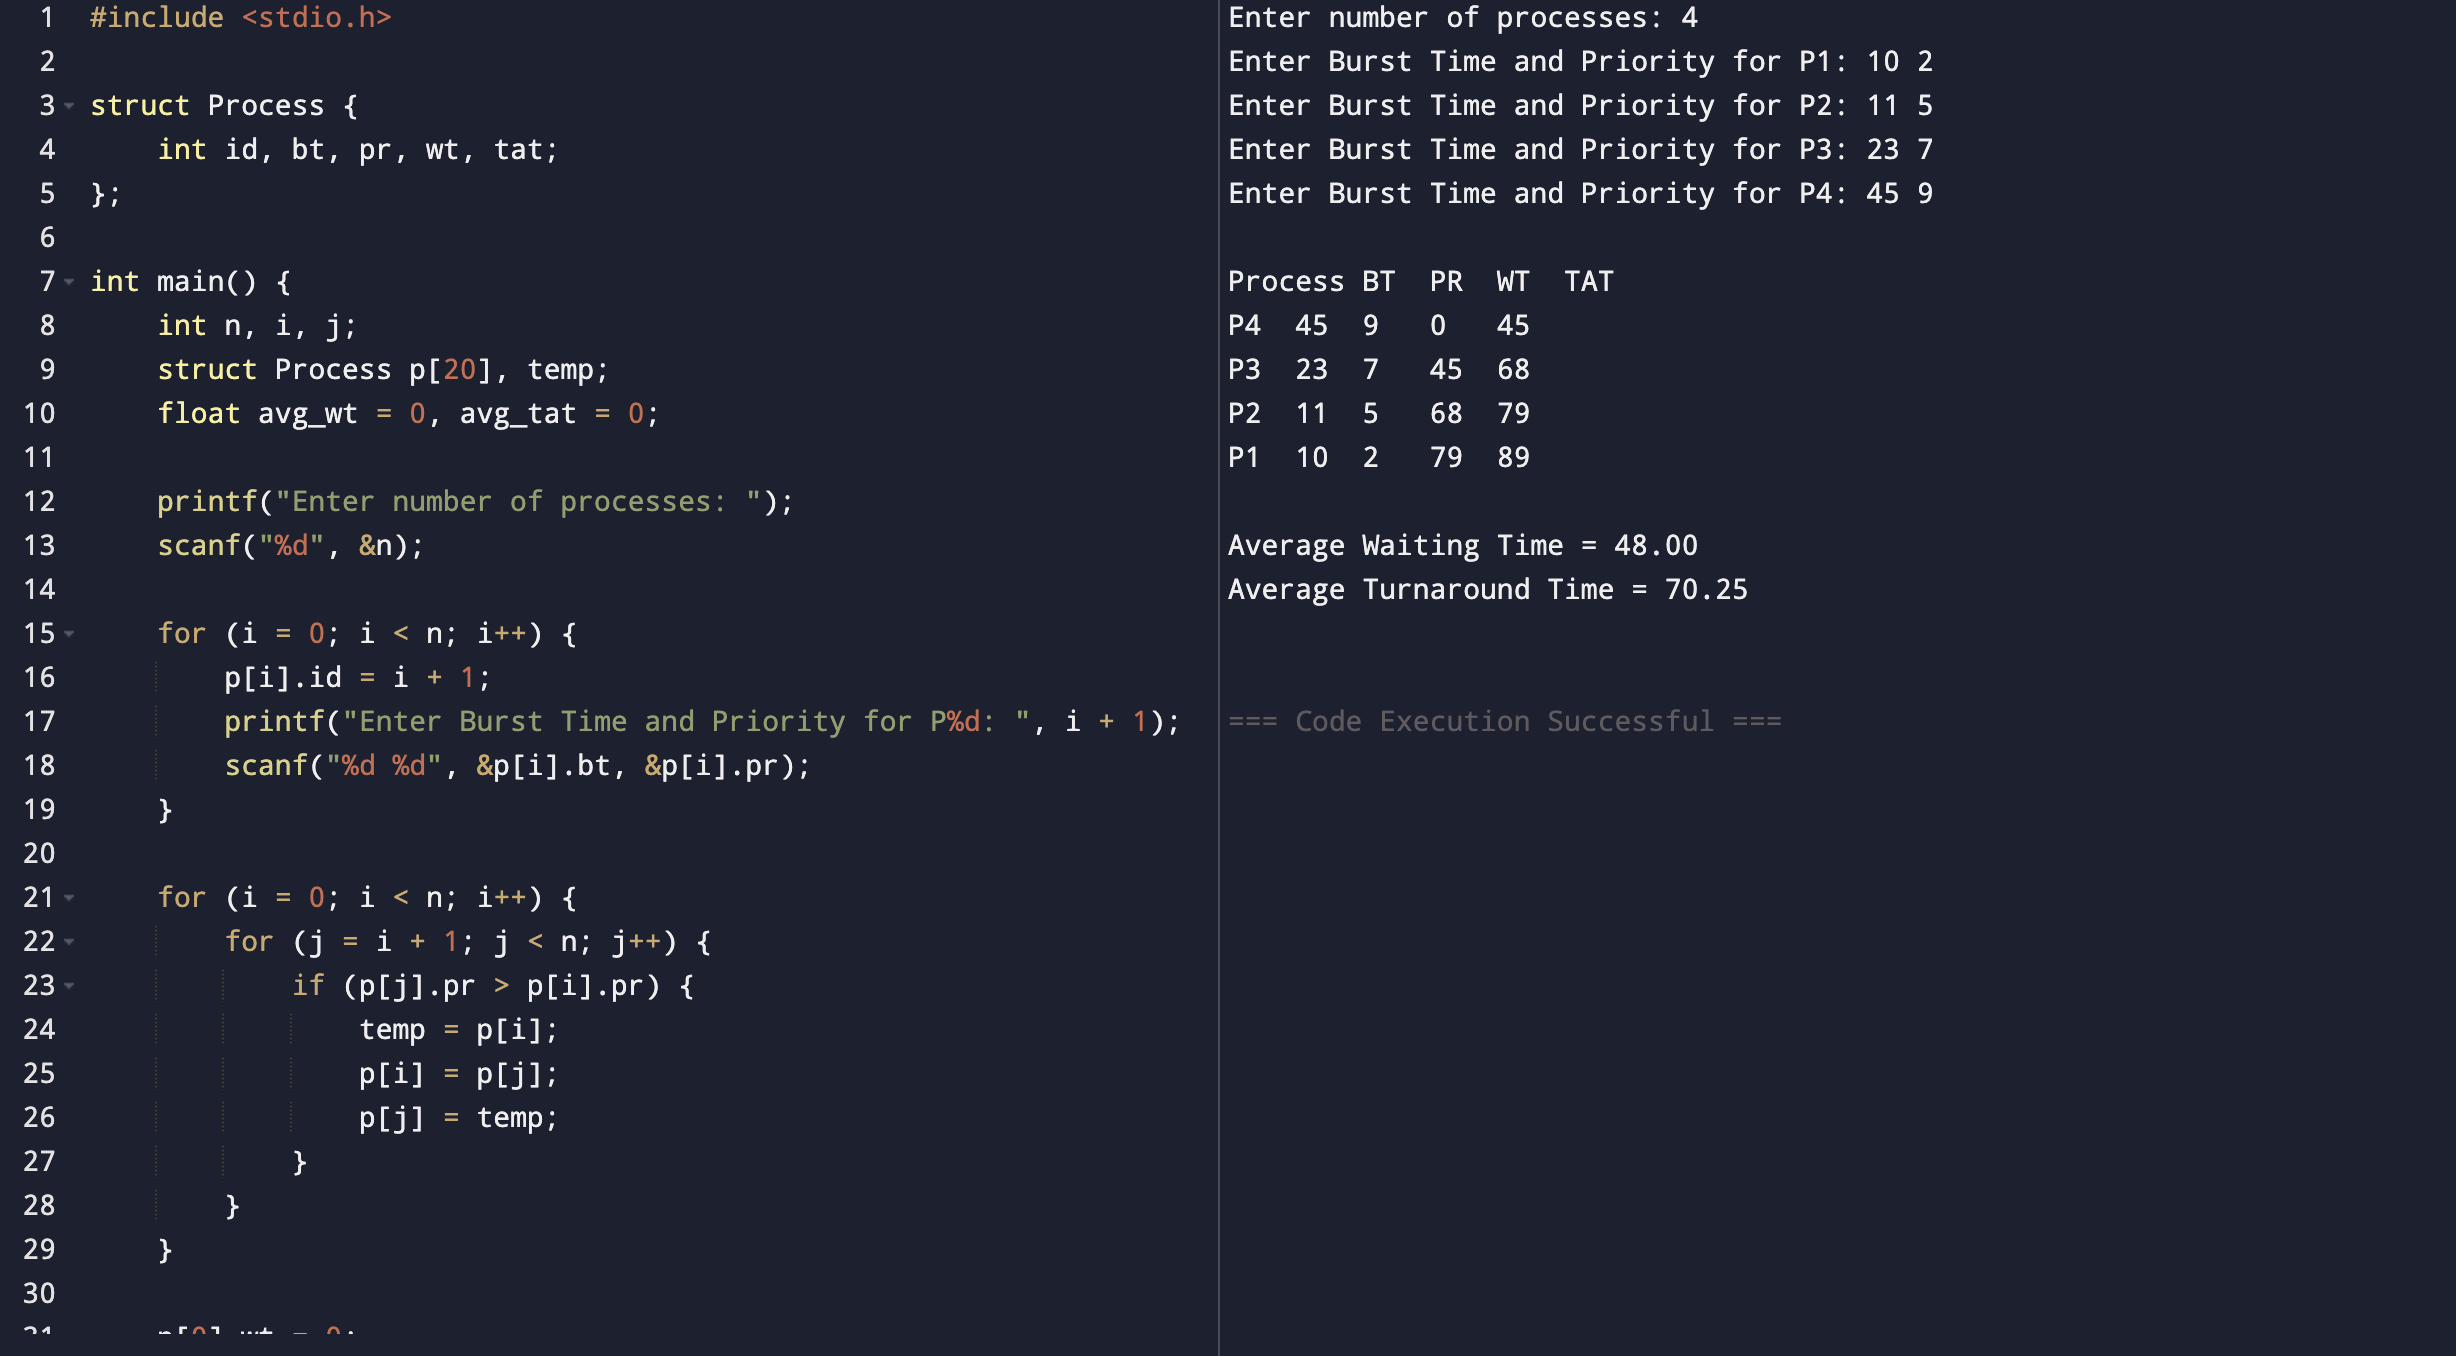 1 #include <stdio.h>
2
3 struct Process {
4     int id, bt, pr, wt, tat;
5 };
6
7 int main() {
8     int n, i, j;
9     struct Process p[20], temp;
10     float avg_wt = 0, avg_tat = 0;
11
12     printf("Enter number of processes: ");
13     scanf("%d", &n);
14
15     for (i = 0; i < n; i++) {
16         p[i].id = i + 1;
17         printf("Enter Burst Time and Priority for P%d: ", i + 1);
18         scanf("%d %d", &p[i].bt, &p[i].pr);
19     }
20
21     for (i = 0; i < n; i++) {
22         for (j = i + 1; j < n; j++) {
23             if (p[j].pr > p[i].pr) {
24                 temp = p[i];
25                 p[i] = p[j];
26                 p[j] = temp;
27             }
28         }
29     }
30
31     p[0].wt = 0;
Enter number of processes: 4
Enter Burst Time and Priority for P1: 10 2
Enter Burst Time and Priority for P2: 11 5
Enter Burst Time and Priority for P3: 23 7
Enter Burst Time and Priority for P4: 45 9

Process BT  PR  WT  TAT
P4  45  9   0   45
P3  23  7   45  68
P2  11  5   68  79
P1  10  2   79  89

Average Waiting Time = 48.00
Average Turnaround Time = 70.25

=== Code Execution Successful ===